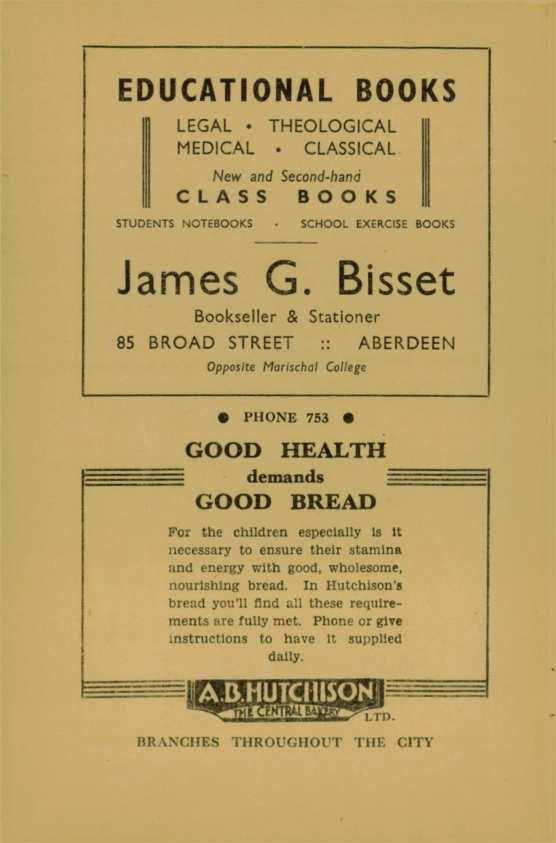 EDUCATIONAL BOOKS
LEGAL • THEOLOGICAL
MEDICAL • CLASSICAL
New and Second-hand
CLASS BOOKS
STUDENTS NOTEBOOKS · SCHOOL EXERCISE BOOKS
James G. Bisset
Bookseller & Stationer
85 BROAD STREET :: ABERDEEN
Opposite Marischal College
● PHONE 753 ●
GOOD HEALTH
demands
GOOD BREAD
For the children especially is it
necessary to ensure their stamina
and energy with good, wholesome,
nourishing bread. In Hutchison's
bread you'll find all these require-
ments are fully met. Phone or give
instructions to have it supplied
daily.
A.B. HUTCHISON
THE CENTRAL BAKERY
LTD.
BRANCHES THROUGHOUT THE CITY